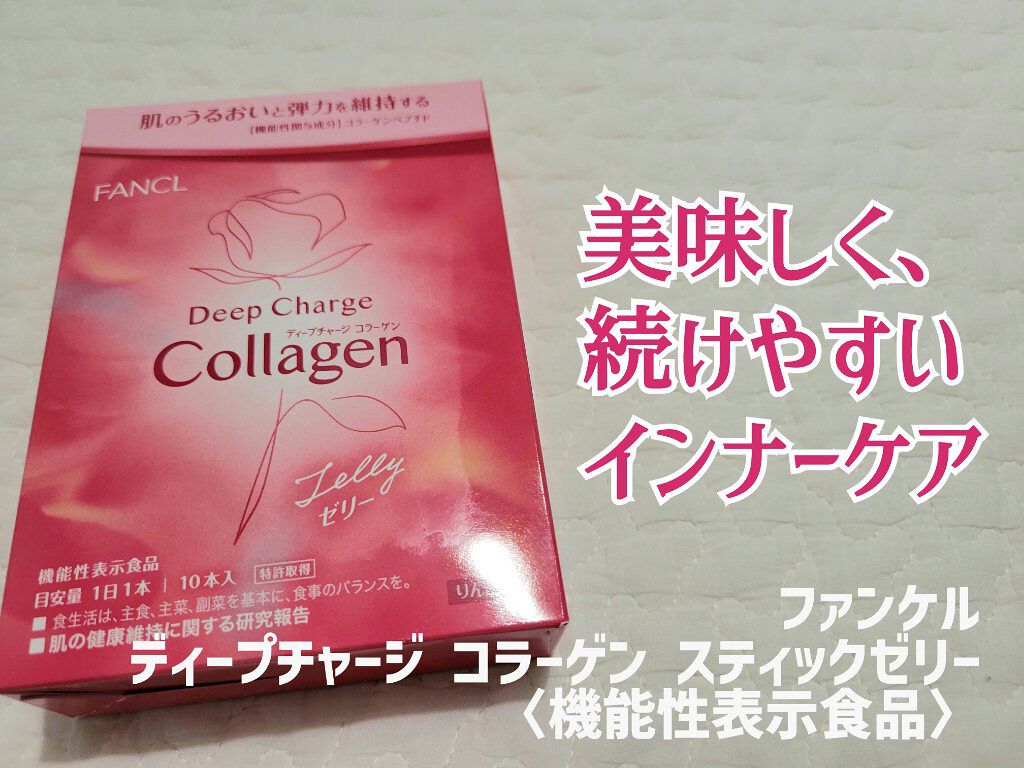 肌のうるおいと弾力を維持する
[機能性関与成分]コラーゲンペプチド
FANCL
Deep Charge
ディープチャージ コラーゲン
Collagen
Jelly
ゼリー
機能性表示食品
目安量 1日1本 | 10本入 特許取得
■ 食生活は、主食、主菜、副菜を基本に、食事のバランスを。
■ 肌の健康維持に関する研究報告
美味しく、
続けやすい
インナーケア
ファンケル
ディープチャージ コラーゲン スティックゼリー
〈機能性表示食品〉